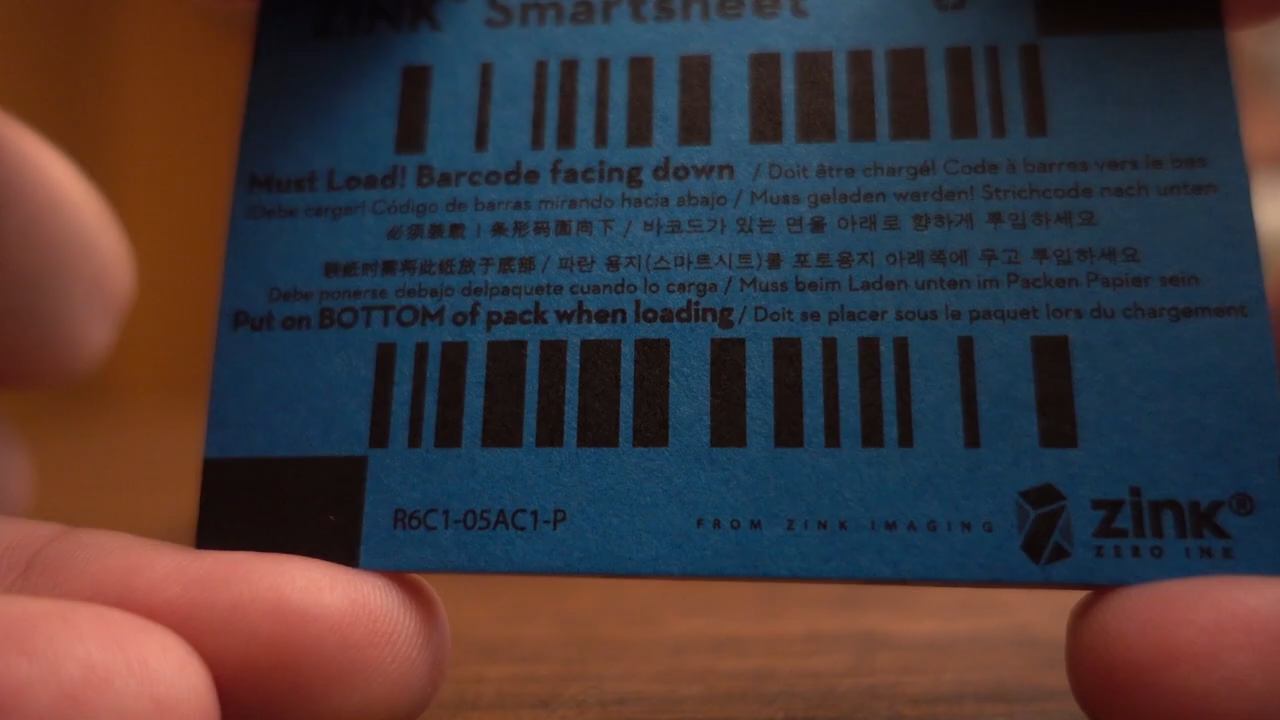 ZINK® Smartsheet
Must Load! Barcode facing down / Doit être chargé! Code à barres vers le bas
¡Debe cargar! Código de barras mirando hacia abajo / Muss geladen werden! Strichcode nach unten
必须装载 | 条形码面向下 / 바코드가 있는 면을 아래로 향하게 투입하세요
装纸时需将此纸放于底部 / 파란 용지(스마트시트)를 포토용지 아래쪽에 두고 투입하세요
Debe ponerse debajo delpaquete cuando lo carga / Muss beim Laden unten im Packen Papier sein
Put on BOTTOM of pack when loading / Doit se placer sous le paquet lors du chargement
R6C1-05AC1-P
FROM ZINK IMAGING
zink®
ZERO INK